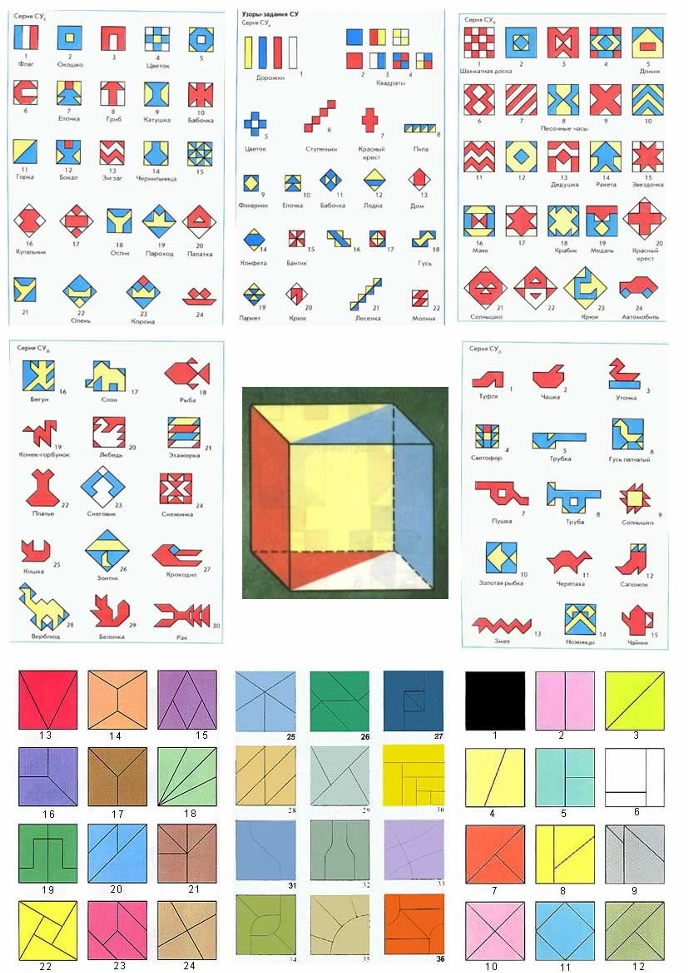 Серия СУА
1 2 3 4 5
Флаг Окошко Цветок
6 7 8 9 10
Елочка Гриб Катушка Бабочка
11 12 13 14 15
Горка Бокал Зигзаг Чернильница
16 17 18 19 20
Купальник Ослик Пароход Палатка
21 22 23 24
Олень Корона
Узоры-задания СУ
Серия СУА
1 2 3 4
Дорожки Квадраты
5 6 7 8
Цветок Ступеньки Красный крест Пила
9 10 11 12 13
Фонарики Елочка Бабочка Лодка Дом
14 15 16 17 18
Конфета Бантик Гусь
19 20 21 22
Паркет Крюк Лесенка Молния
1 2 3 4 5
Шахматная доска Домик
6 7 8 9 10
Песочные часы
11 12 13 14 15
Дедушка Ракета Звездочка
16 17 18 19 20
Маяк Крабик Медаль Красный крест
21 22 23 24
Солнышко Крюк Автомобиль
16 17 18
Бегун Слон Рыба
19 20 21
Конек-горбунок Лебедь Этажерка
22 23 24
Платье Снеговик Снежинка
25 26 27
Кошка Зонтик Крокодил
28 29 30
Верблюд Белочка Рак
1 2 3
Туфля Чашка Уточка
4 5 6
Светофор Трубка Гусь лапчатый
7 8 9
Пушка Труба Солнышко
10 11 12
Золотая рыбка Черепаха Сапожок
13 14 15
Змея Ножницы Чайник
13 14 15
16 17 18
19 20 21
22 23 24
25 26 27
28 29 30
31 32 33
36
1 2 3
4 5 6
7 8 9
10 11 12